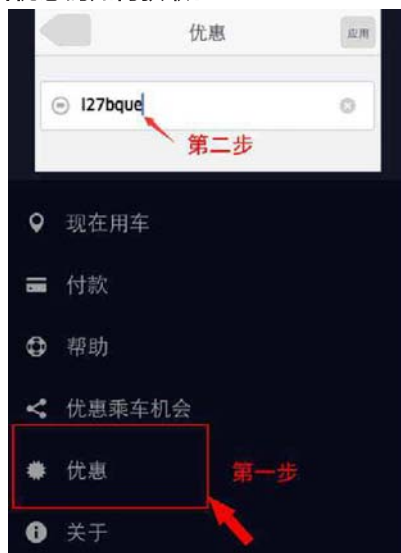 优惠
应用
l27bque
第二步
现在用车
付款
帮助
优惠乘车机会
优惠 第一步
关于